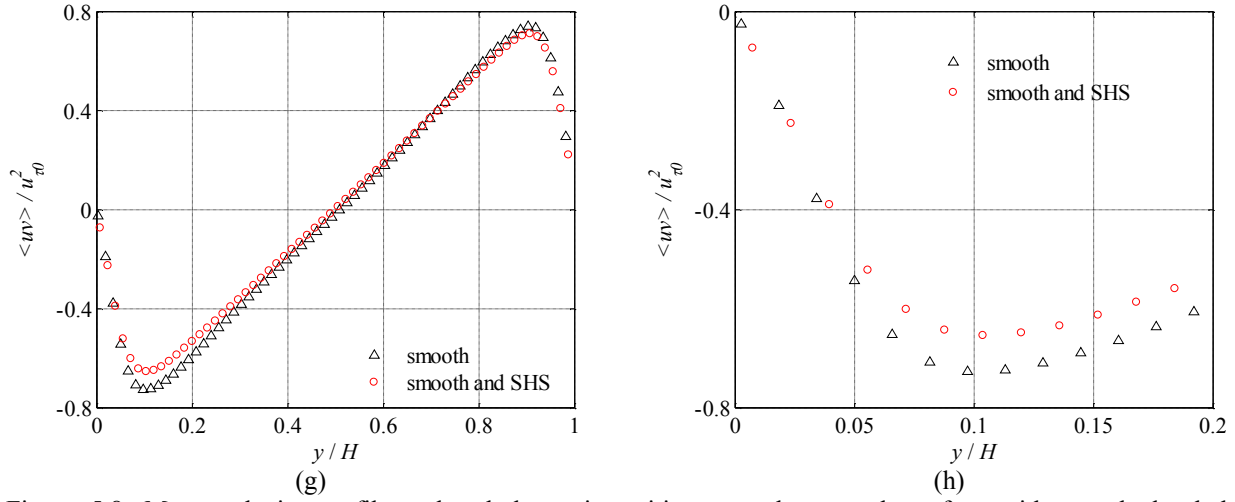 0.8
0.4
0
-0.4
-0.8
<uv> / u²τ0
0 0.2 0.4 0.6 0.8 1
y / H
smooth
smooth and SHS
(g)
0
-0.4
-0.8
<uv> / u²τ0
0 0.05 0.1 0.15 0.2
y / H
smooth
smooth and SHS
(h)